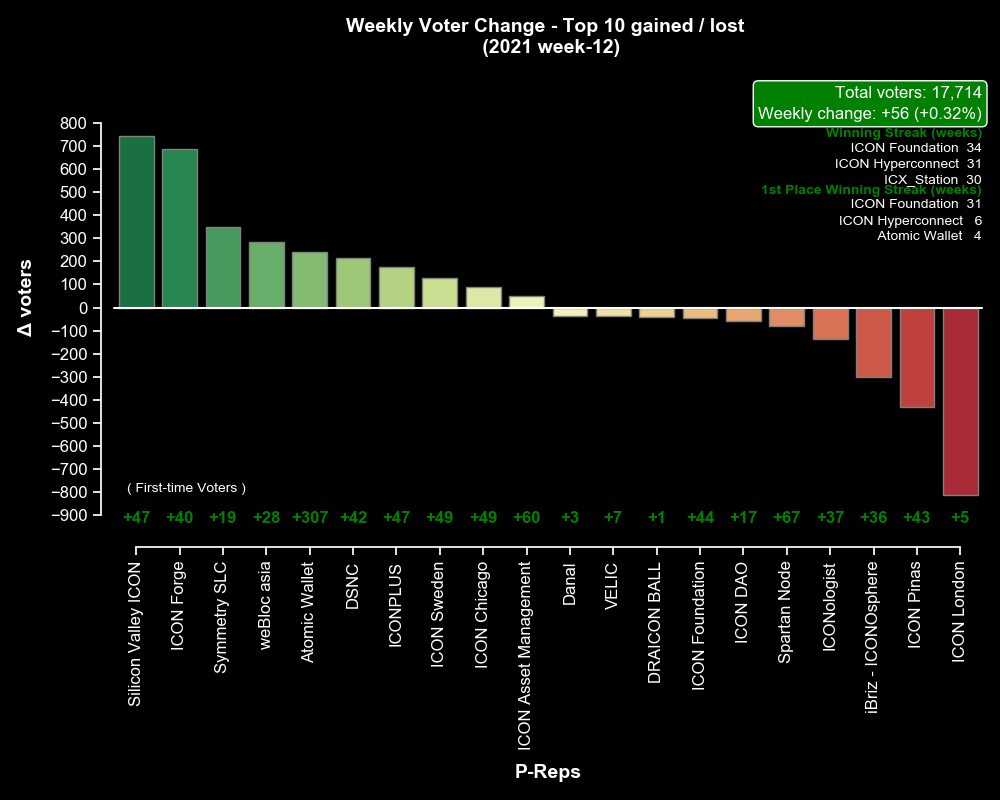 Weekly Voter Change - Top 10 gained / lost
(2021 week-12)
Total voters: 17,714
Weekly change: +56 (+0.32%)
Winning Streak (weeks)
ICON Foundation 34
ICON Hyperconnect 31
ICX_Station 30
1st Place Winning Streak (weeks)
ICON Foundation 31
ICON Hyperconnect 6
Atomic Wallet 4
Δ voters
800
700
600
500
400
300
200
100
0
−100
−200
−300
−400
−500
−600
−700
−800
−900
( First-time Voters )
+47 +40 +19 +28 +307 +42 +47 +49 +49 +60 +3 +7 +1 +44 +17 +67 +37 +36 +43 +5
Silicon Valley ICON
ICON Forge
Symmetry SLC
weBloc asia
Atomic Wallet
DSNC
ICONPLUS
ICON Sweden
ICON Chicago
ICON Asset Management
Danal
VELIC
DRAICON BALL
ICON Foundation
ICON DAO
Spartan Node
ICONologist
iBriz - ICONOsphere
ICON Pinas
ICON London
P-Reps